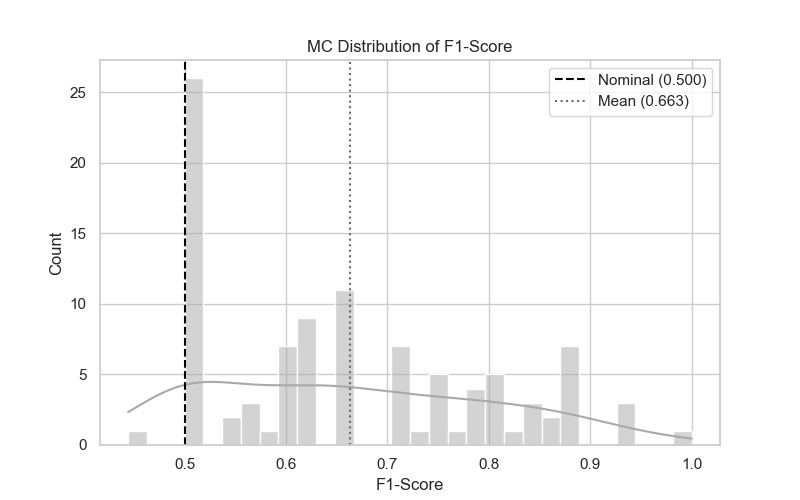 MC Distribution of F1-Score
Nominal (0.500)
Mean (0.663)
25
20
15
10
5
0
Count
0.5 0.6 0.7 0.8 0.9 1.0
F1-Score